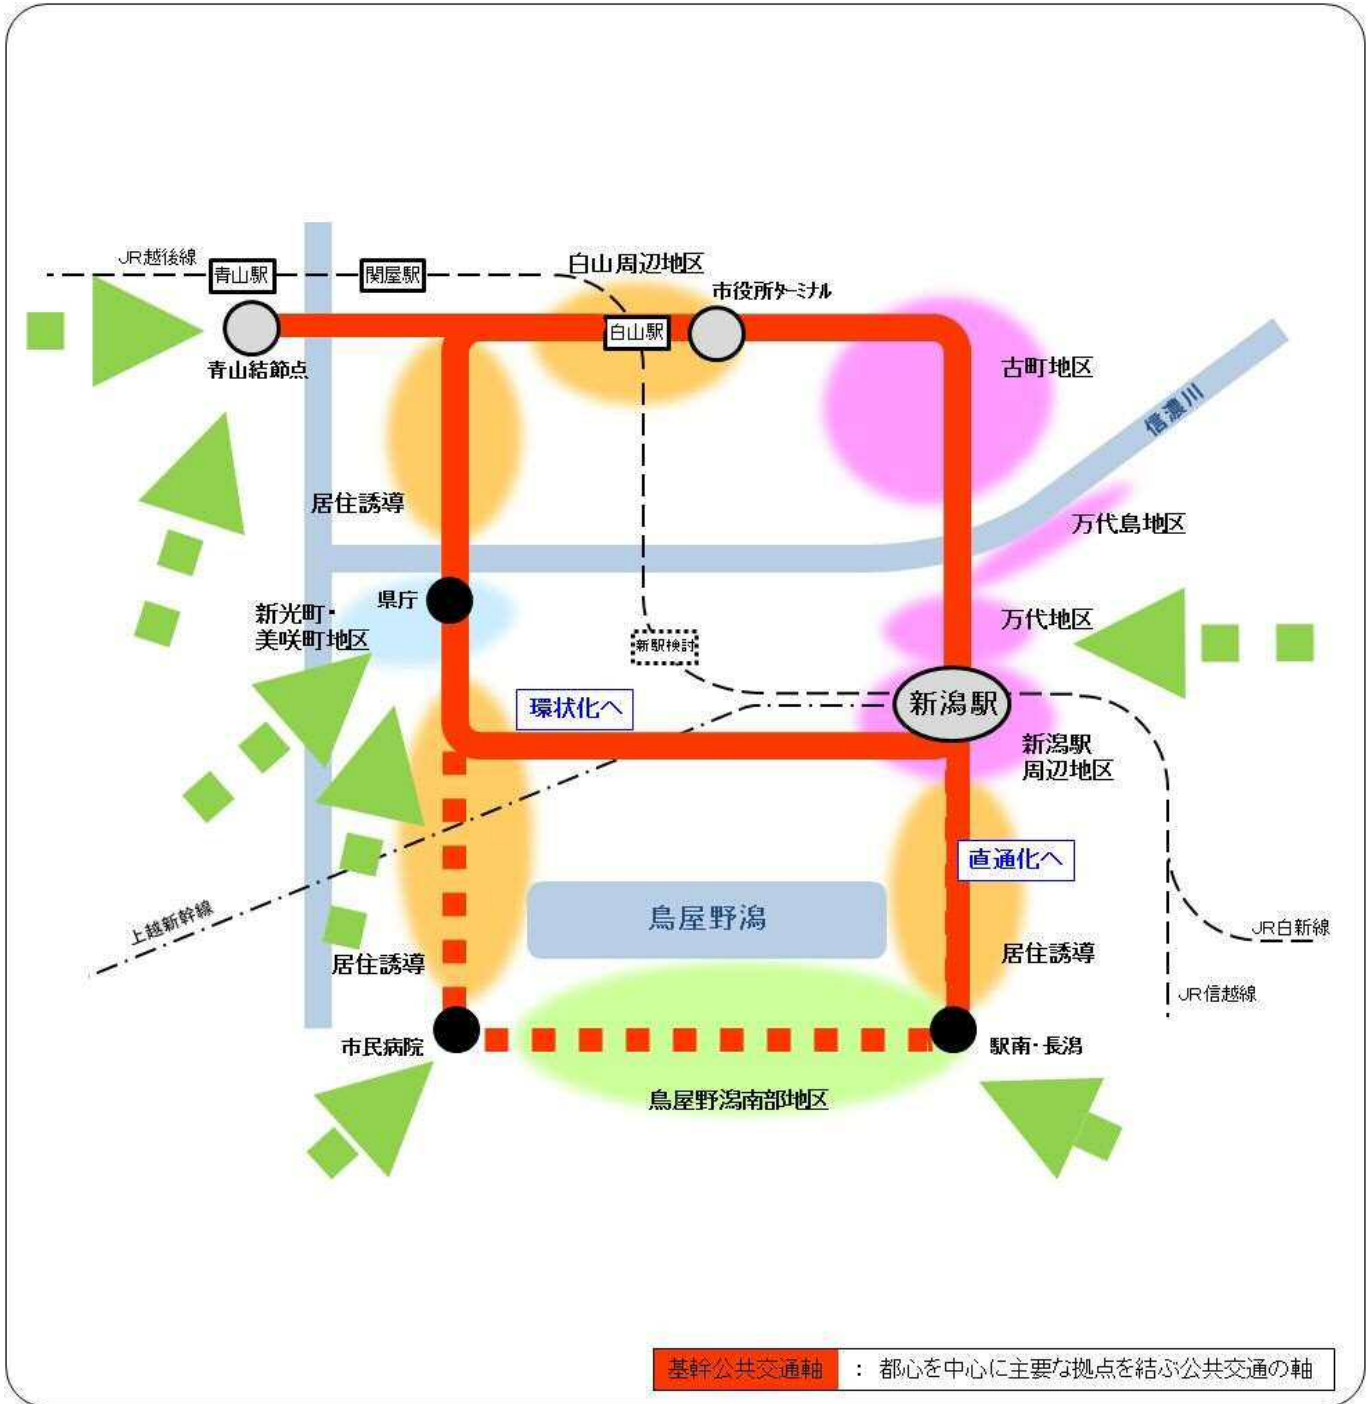 JR越後線
青山駅
関屋駅
白山周辺地区
市役所ターミナル
白山駅
青山結節点
古町地区
信濃川
居住誘導
万代島地区
県庁
新光町・
美咲町地区
万代地区
新駅検討
環状化へ
新潟駅
新潟駅
周辺地区
直通化へ
鳥屋野潟
上越新幹線
居住誘導
居住誘導
JR白新線
JR信越線
市民病院
駅南・長潟
鳥屋野潟南部地区
基幹公共交通軸 : 都心を中心に主要な拠点を結ぶ公共交通の軸